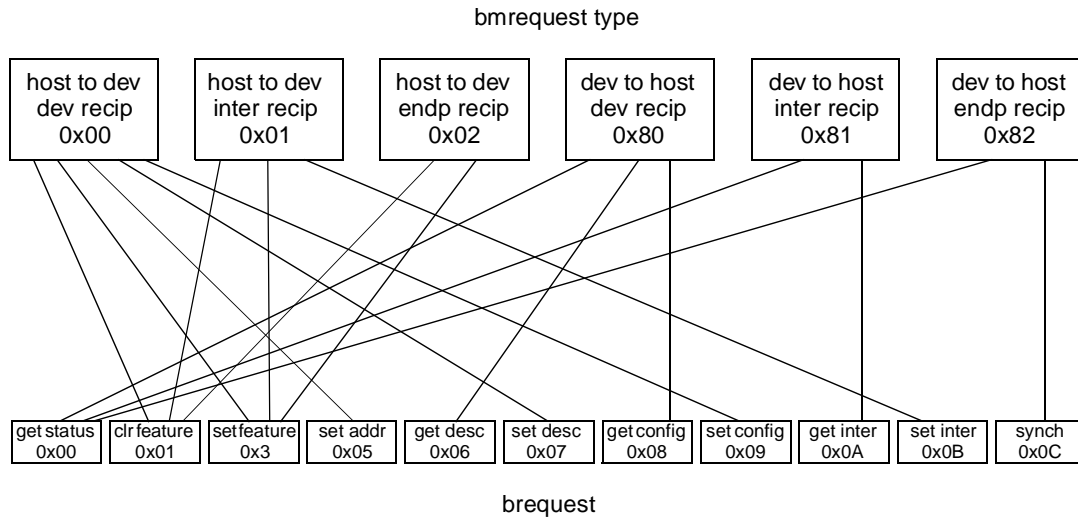 bmrequest type
host to dev
dev recip
0x00
host to dev
inter recip
0x01
host to dev
endp recip
0x02
dev to host
dev recip
0x80
dev to host
inter recip
0x81
dev to host
endp recip
0x82
get status
0x00
clr feature
0x01
set feature
0x3
set addr
0x05
get desc
0x06
set desc
0x07
get config
0x08
set config
0x09
get inter
0x0A
set inter
0x0B
synch
0x0C
brequest